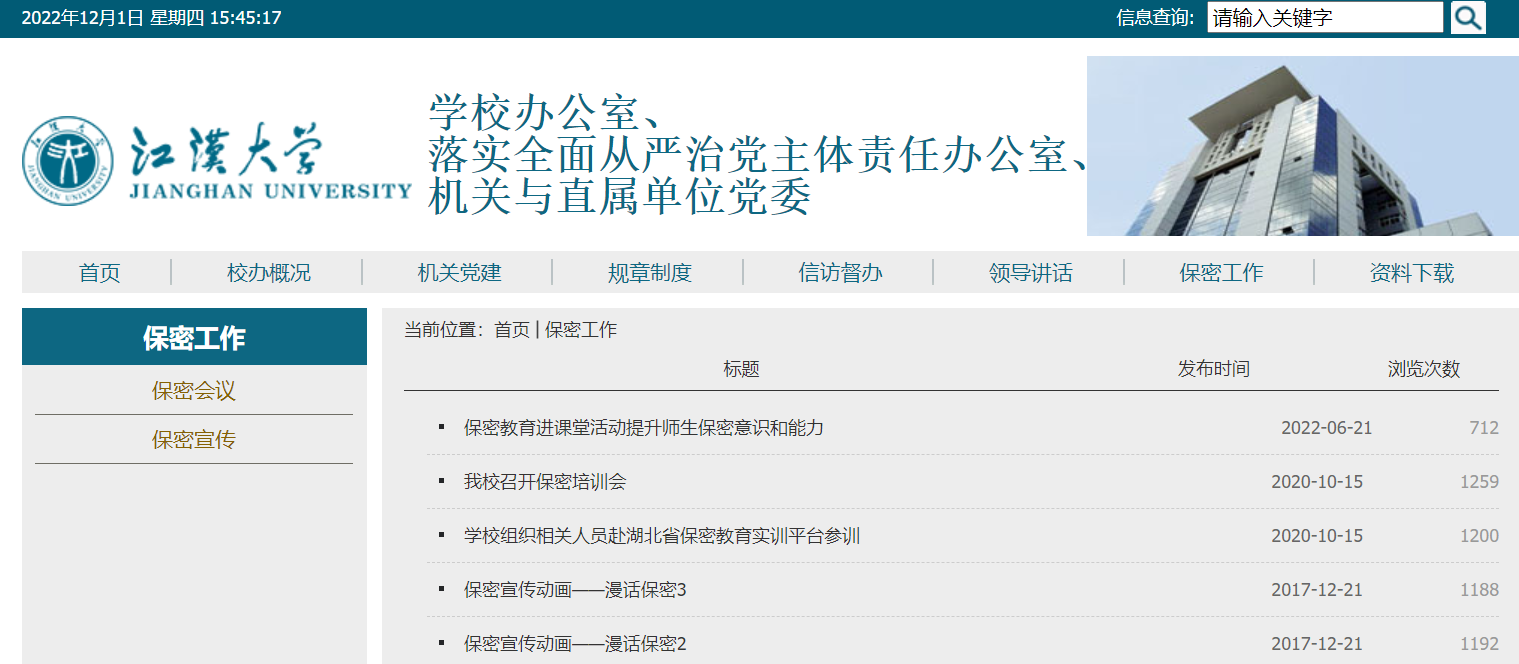 2022年12月1日 星期四 15:45:17
信息查询: 请输入关键字
江漢大学
JIANGHAN UNIVERSITY
学校办公室、
落实全面从严治党主体责任办公室、
机关与直属单位党委
首页 校办概况 机关党建 规章制度 信访督办 领导讲话 保密工作 资料下载
保密工作
保密会议
保密宣传
当前位置：首页 | 保密工作
标题 发布时间 浏览次数
保密教育进课堂活动提升师生保密意识和能力 2022-06-21 712
我校召开保密培训会 2020-10-15 1259
学校组织相关人员赴湖北省保密教育实训平台参训 2020-10-15 1200
保密宣传动画——漫话保密3 2017-12-21 1188
保密宣传动画——漫话保密2 2017-12-21 1192